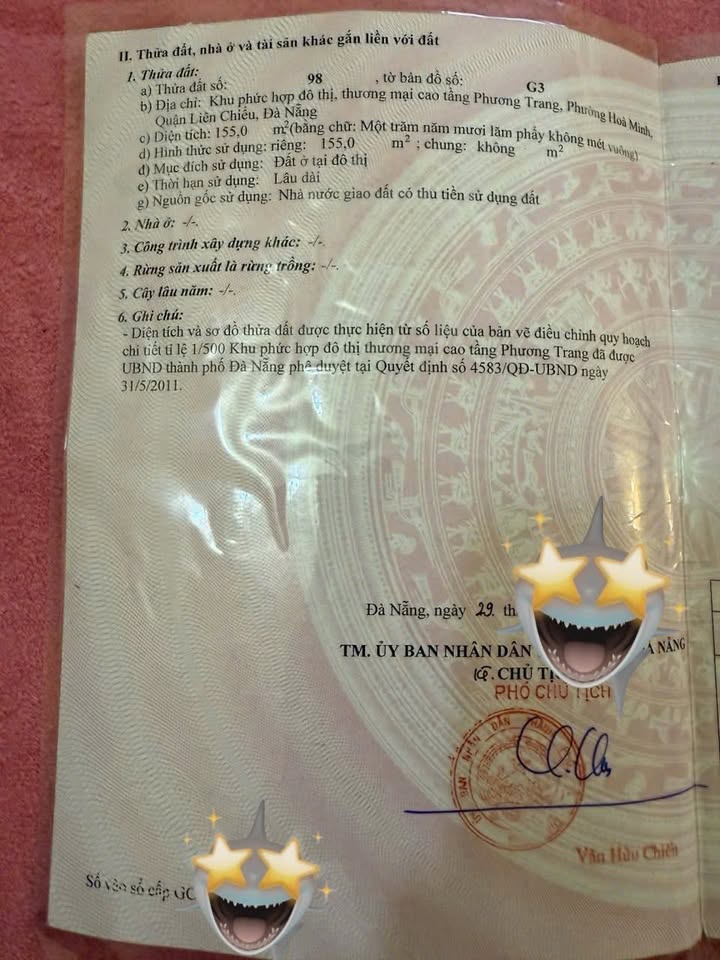 II. Thửa đất, nhà ở và tài sản khác gắn liền với đất
1. Thửa đất:
a) Thửa đất số: 98 , tờ bản đồ số: G3
b) Địa chỉ: Khu phức hợp đô thị, thương mại cao tầng Phương Trang, Phường Hoà Minh,
Quận Liên Chiểu, Đà Nẵng
c) Diện tích: 155,0 m² (bằng chữ: Một trăm năm mươi lăm phẩy không mét vuông)
d) Hình thức sử dụng: riêng: 155,0 m² ; chung: không m²
đ) Mục đích sử dụng: Đất ở tại đô thị
e) Thời hạn sử dụng: Lâu dài
g) Nguồn gốc sử dụng: Nhà nước giao đất có thu tiền sử dụng đất
2. Nhà ở: -/-.
3. Công trình xây dựng khác: -/-.
4. Rừng sản xuất là rừng trồng: -/-.
5. Cây lâu năm: -/-.
6. Ghi chú:
- Diện tích và sơ đồ thửa đất được thực hiện từ số liệu của bản vẽ điều chỉnh quy hoạch
chi tiết tỉ lệ 1/500 Khu phức hợp đô thị thương mại cao tầng Phương Trang đã được
UBND thành phố Đà Nẵng phê duyệt tại Quyết định số 4583/QĐ-UBND ngày
31/5/2011.
Đà Nẵng, ngày 29 th
TM. ỦY BAN NHÂN DÂN À NẴNG
KT. CHỦ TỊ
PHÓ CHỦ TỊCH
BAN NHÂN DÂN
Văn Hữu Chiến
Số vào sổ cấp GC